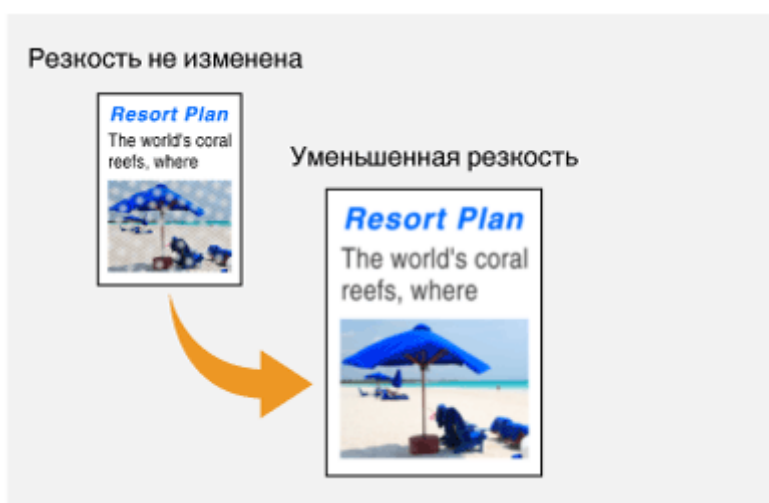 Резкость не изменена
Resort Plan
The world's coral
reefs, where
Уменьшенная резкость
Resort Plan
The world's coral
reefs, where